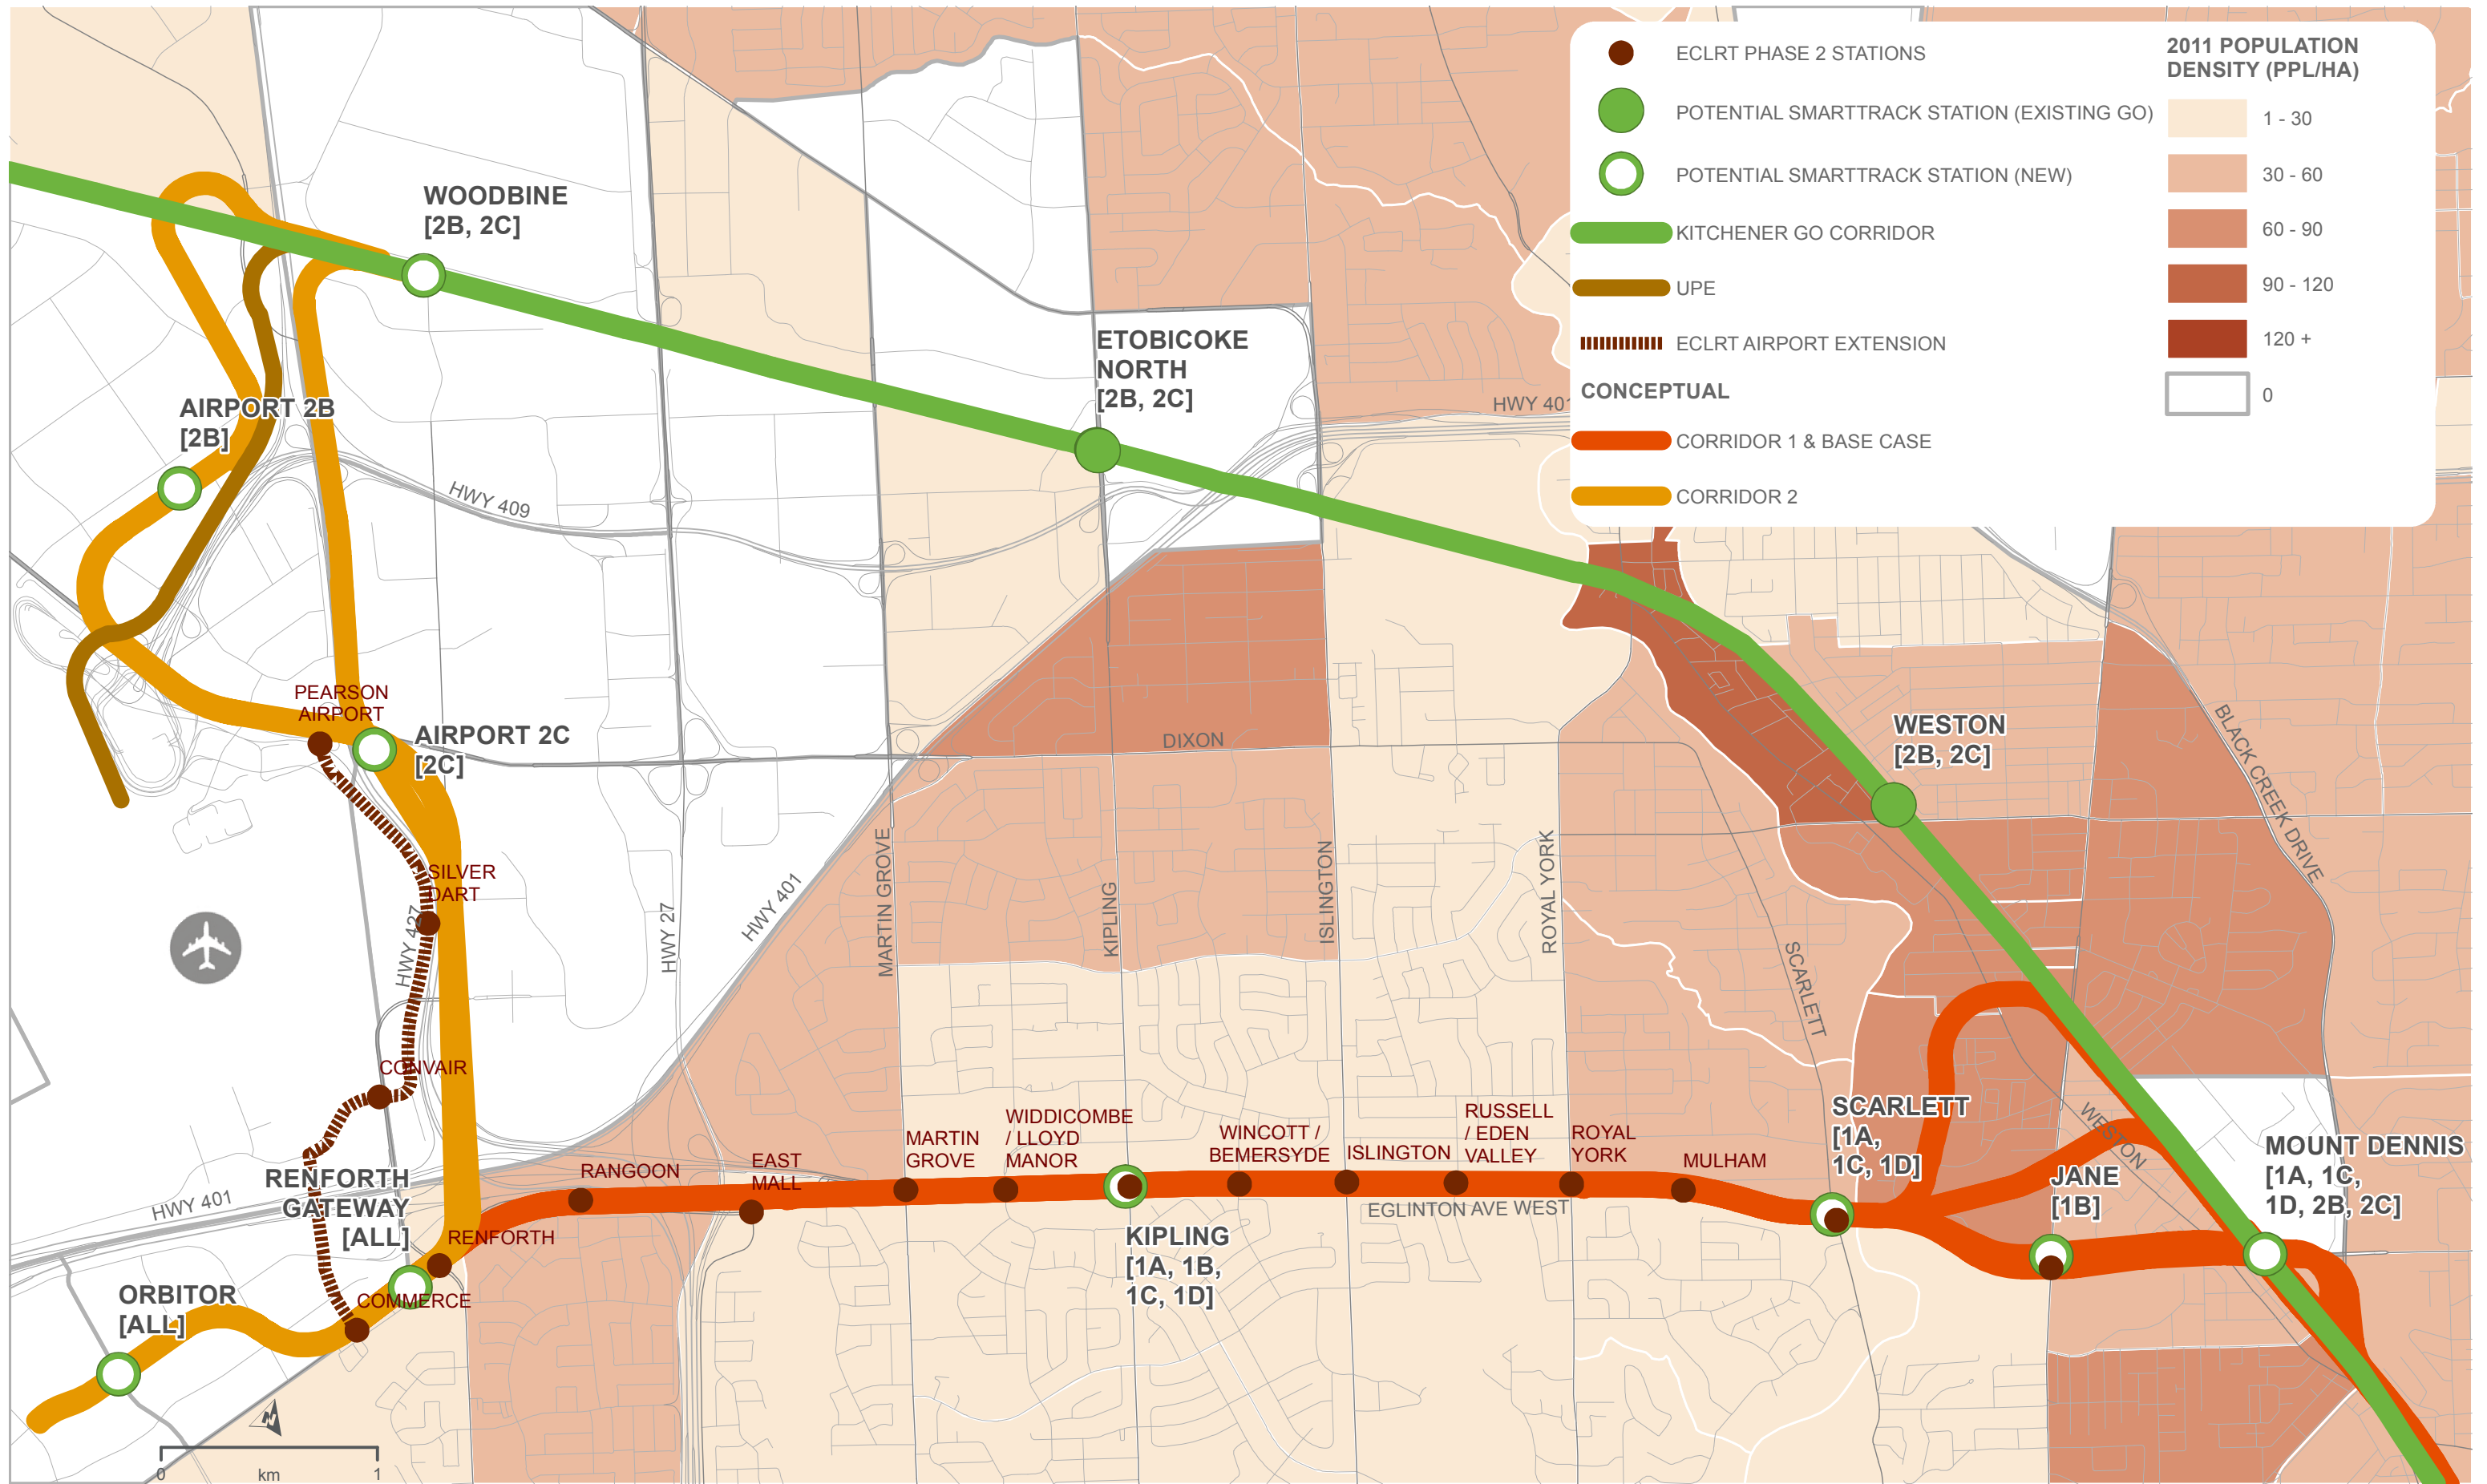 ECLRT PHASE 2 STATIONS
POTENTIAL SMARTTRACK STATION (EXISTING GO)
POTENTIAL SMARTTRACK STATION (NEW)
KITCHENER GO CORRIDOR
UPE
ECLRT AIRPORT EXTENSION
CONCEPTUAL
CORRIDOR 1 & BASE CASE
CORRIDOR 2
2011 POPULATION
DENSITY (PPL/HA)
1 - 30
30 - 60
60 - 90
90 - 120
120 +
0
WOODBINE
[2B, 2C]
ETOBICOKE
NORTH
[2B, 2C]
HWY 401
AIRPORT 2B
[2B]
HWY 409
PEARSON
AIRPORT
AIRPORT 2C
[2C]
DIXON
WESTON
[2B, 2C]
BLACK CREEK DRIVE
SILVER
DART
HWY 427
HWY 27
HWY 401
MARTIN GROVE
KIPLING
ISLINGTON
ROYAL YORK
SCARLETT
CONVAIR
RENFORTH
GATEWAY
[ALL]
HWY 401
RENFORTH
COMMERCE
ORBITOR
[ALL]
RANGOON
EAST
MALL
MARTIN
GROVE
WIDDICOMBE
/ LLOYD
MANOR
KIPLING
[1A, 1B,
1C, 1D]
WINCOTT /
BEMERSYDE
ISLINGTON
RUSSELL
/ EDEN
VALLEY
ROYAL
YORK
EGLINTON AVE WEST
MULHAM
SCARLETT
[1A,
1C, 1D]
WESTON
JANE
[1B]
MOUNT DENNIS
[1A, 1C,
1D, 2B, 2C]
N
0
km
1